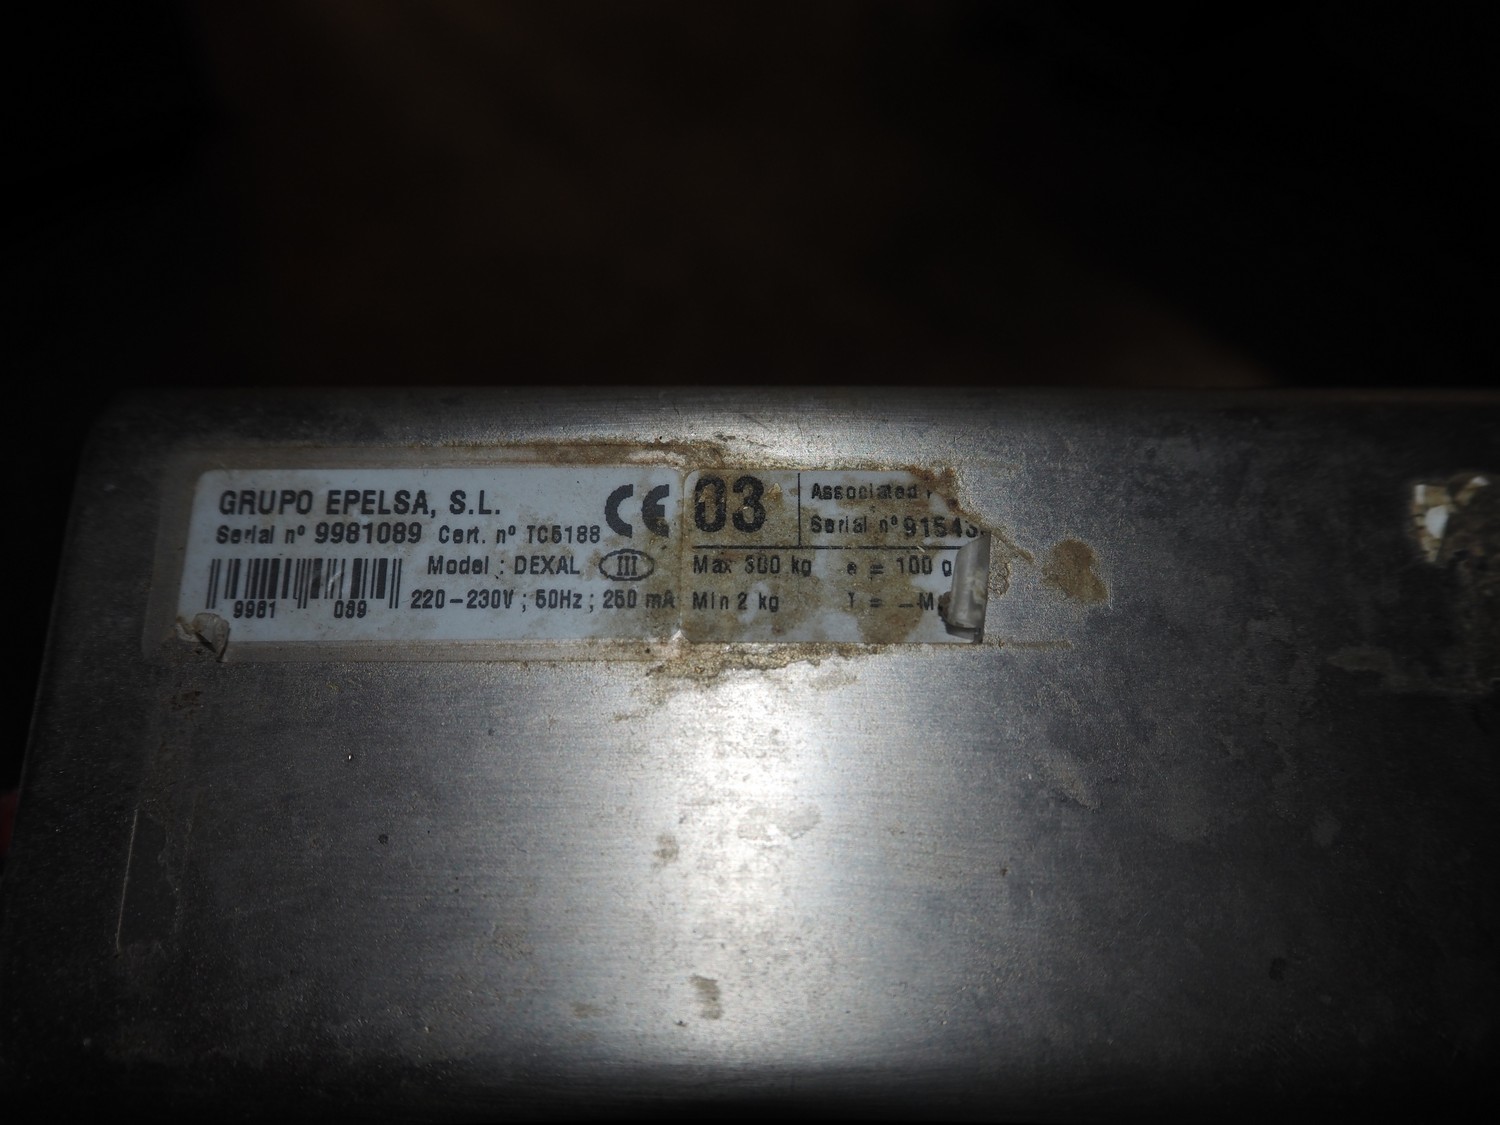 GRUPO EPELSA, S.L.
Serial nº 9981089 Cert. nº TC5188
Model : DEXAL III
9981 089
220-230V ; 50Hz ; 250 mA
CE 03
Associated
Serial nº
Max 300 kg e = 100 g
Min 2 kg T = -M